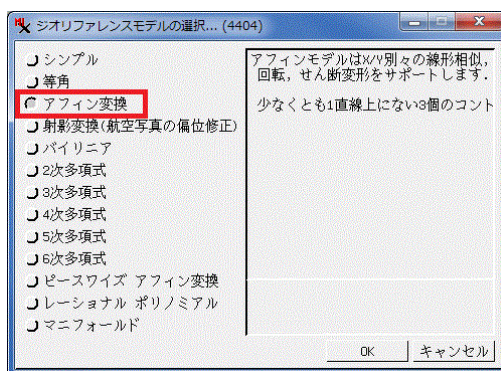 ジオリファレンスモデルの選択... (4404)
シンプル
等角
アフィン変換
射影変換(航空写真の偏位修正)
バイリニア
2次多項式
3次多項式
4次多項式
5次多項式
6次多項式
ピースワイズ アフィン変換
レーショナル ポリノミアル
マニフォールド
アフィンモデルはX/Y別々の線形相似,
回転, せん断変形をサポートします.
少なくとも1直線上にない3個のコント
OK
キャンセル